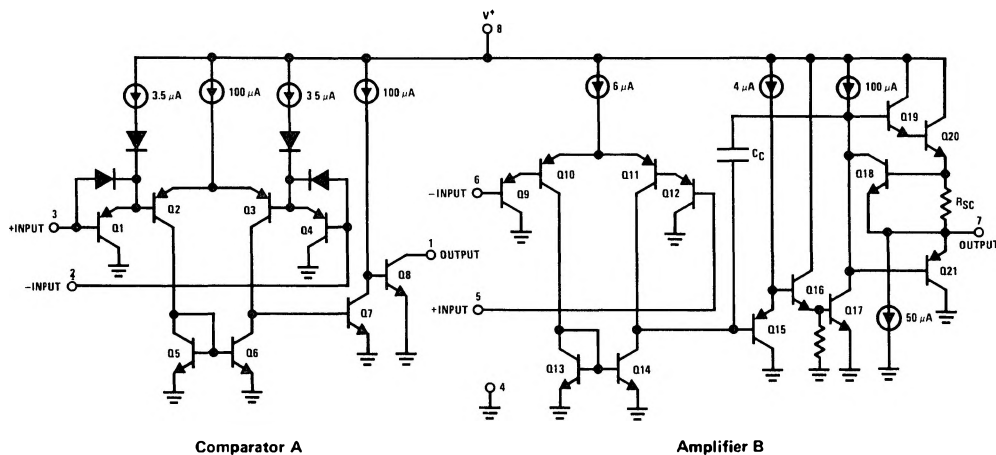 V+
8
3.5 µA
100 µA
3 5 µA
100 µA
6 µA
4 µA
100 µA
Q19
Q20
CC
Q18
Q10
Q11
6
-INPUT
Q9
Q12
RSC
7
OUTPUT
3
+INPUT
Q1
Q2
Q3
Q4
1
OUTPUT
Q8
2
-INPUT
Q7
5
+INPUT
Q16
Q17
Q21
Q15
50 µA
Q5
Q6
Q13
Q14
4
Comparator A
Amplifier B